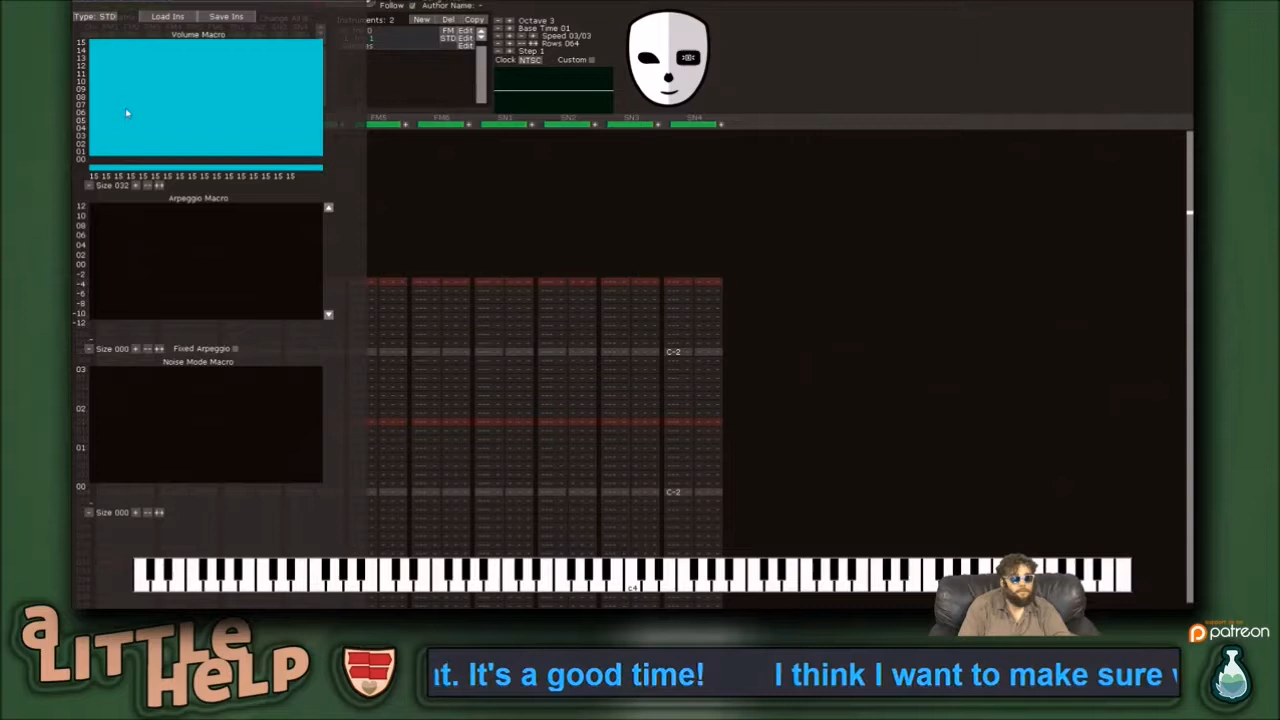 Follow Author Name: -
Type: STD Load Ins Save Ins
Instruments: 2 New Del Copy
FM Edit
1 STD Edit
Edit
Octave 3
Base Time 01
Speed 03/03
Rows 064
Step 1
Clock NTSC Custom
Volume Macro
15
14
13
12
11
10
09
08
07
06
05
04
03
02
01
00
15 15 15 15 15 15 15 15 15 15 15 15 15 15 15 15 15
- Size 032 + -- ++
FM5 FM6 SN1 SN2 SN3 SN4
Arpeggio Macro
12
10
08
06
04
02
00
-2
-4
-6
-8
-10
-12
- Size 000 + -- ++ Fixed Arpeggio
Noise Mode Macro
03
02
01
00
- Size 000 + -- ++
C-2
C-2
c4
a LITTLE HELP
support us on
patreon
it. It's a good time! I think I want to make sure